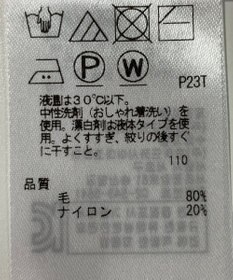 P
W
P23T
液温は30℃以下。
中性洗剤（おしゃれ着洗い）を
使用。漂白剤は液体タイプを使
用。よくすすぎ、絞りの後すぐ
に干すこと。
110
品質
毛 80%
ナイロン 20%